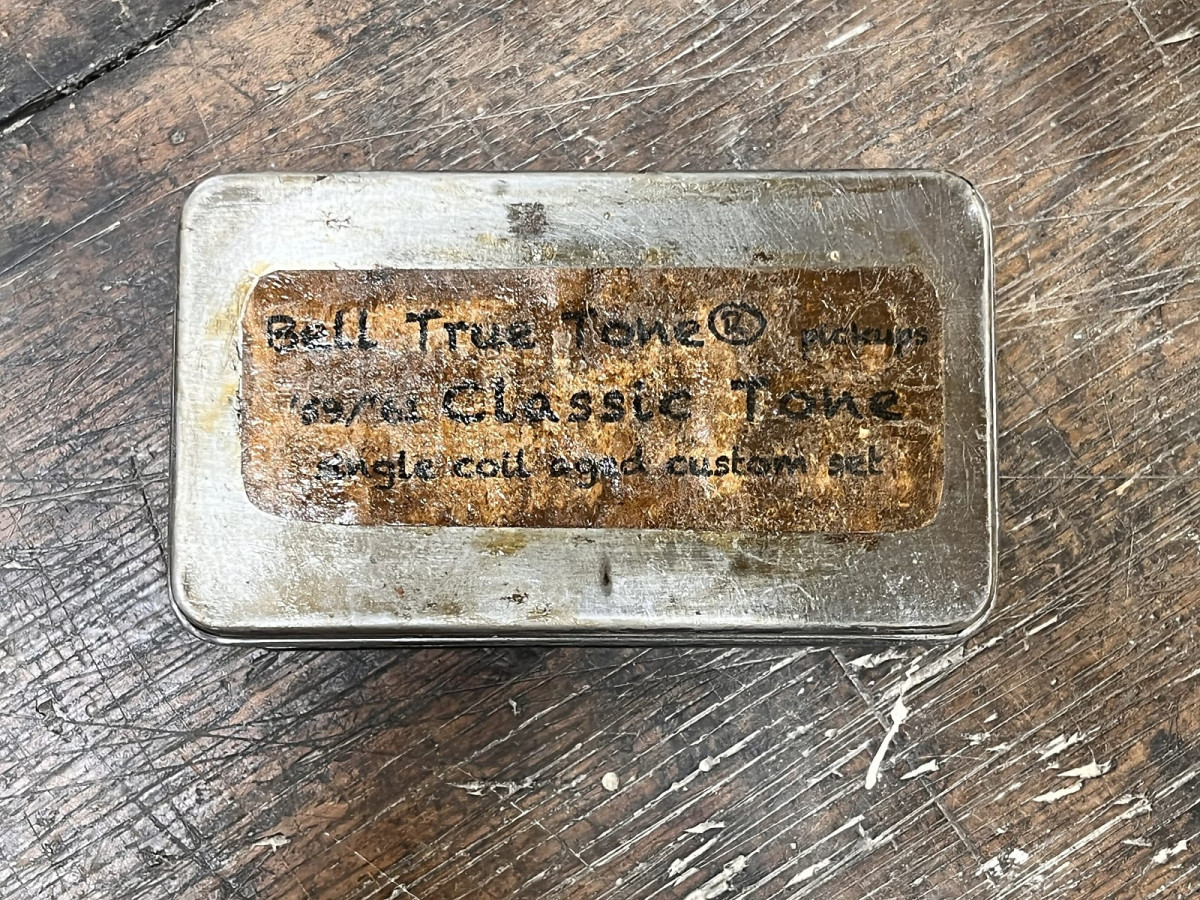 Bell True Tone® pickups
Classic Tone
single coil aged custom set